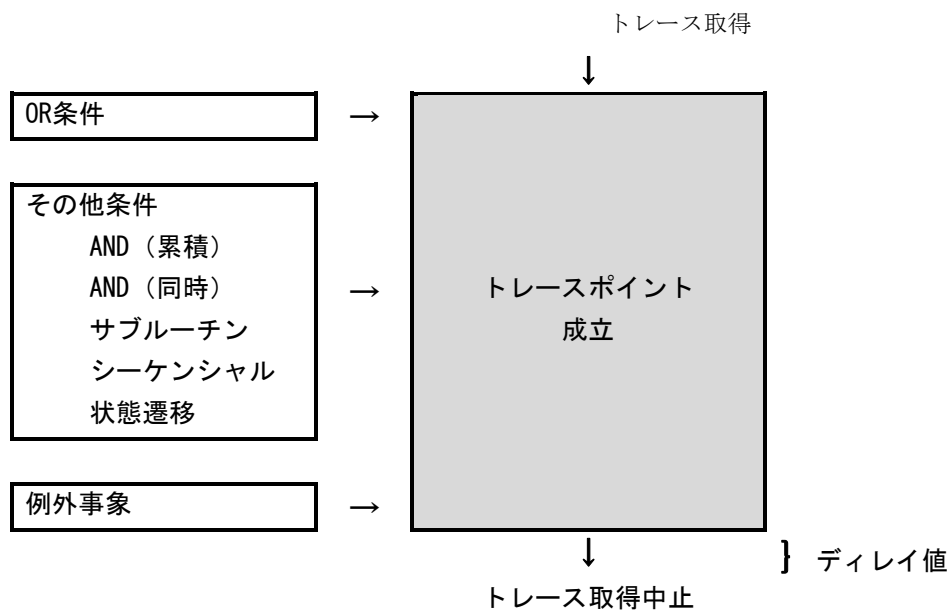 トレース取得
↓
OR条件 →
その他条件
AND（累積）
AND（同時） →
サブルーチン
シーケンシャル
状態遷移
トレースポイント
成立
例外事象 →
↓
} ディレイ値
トレース取得中止